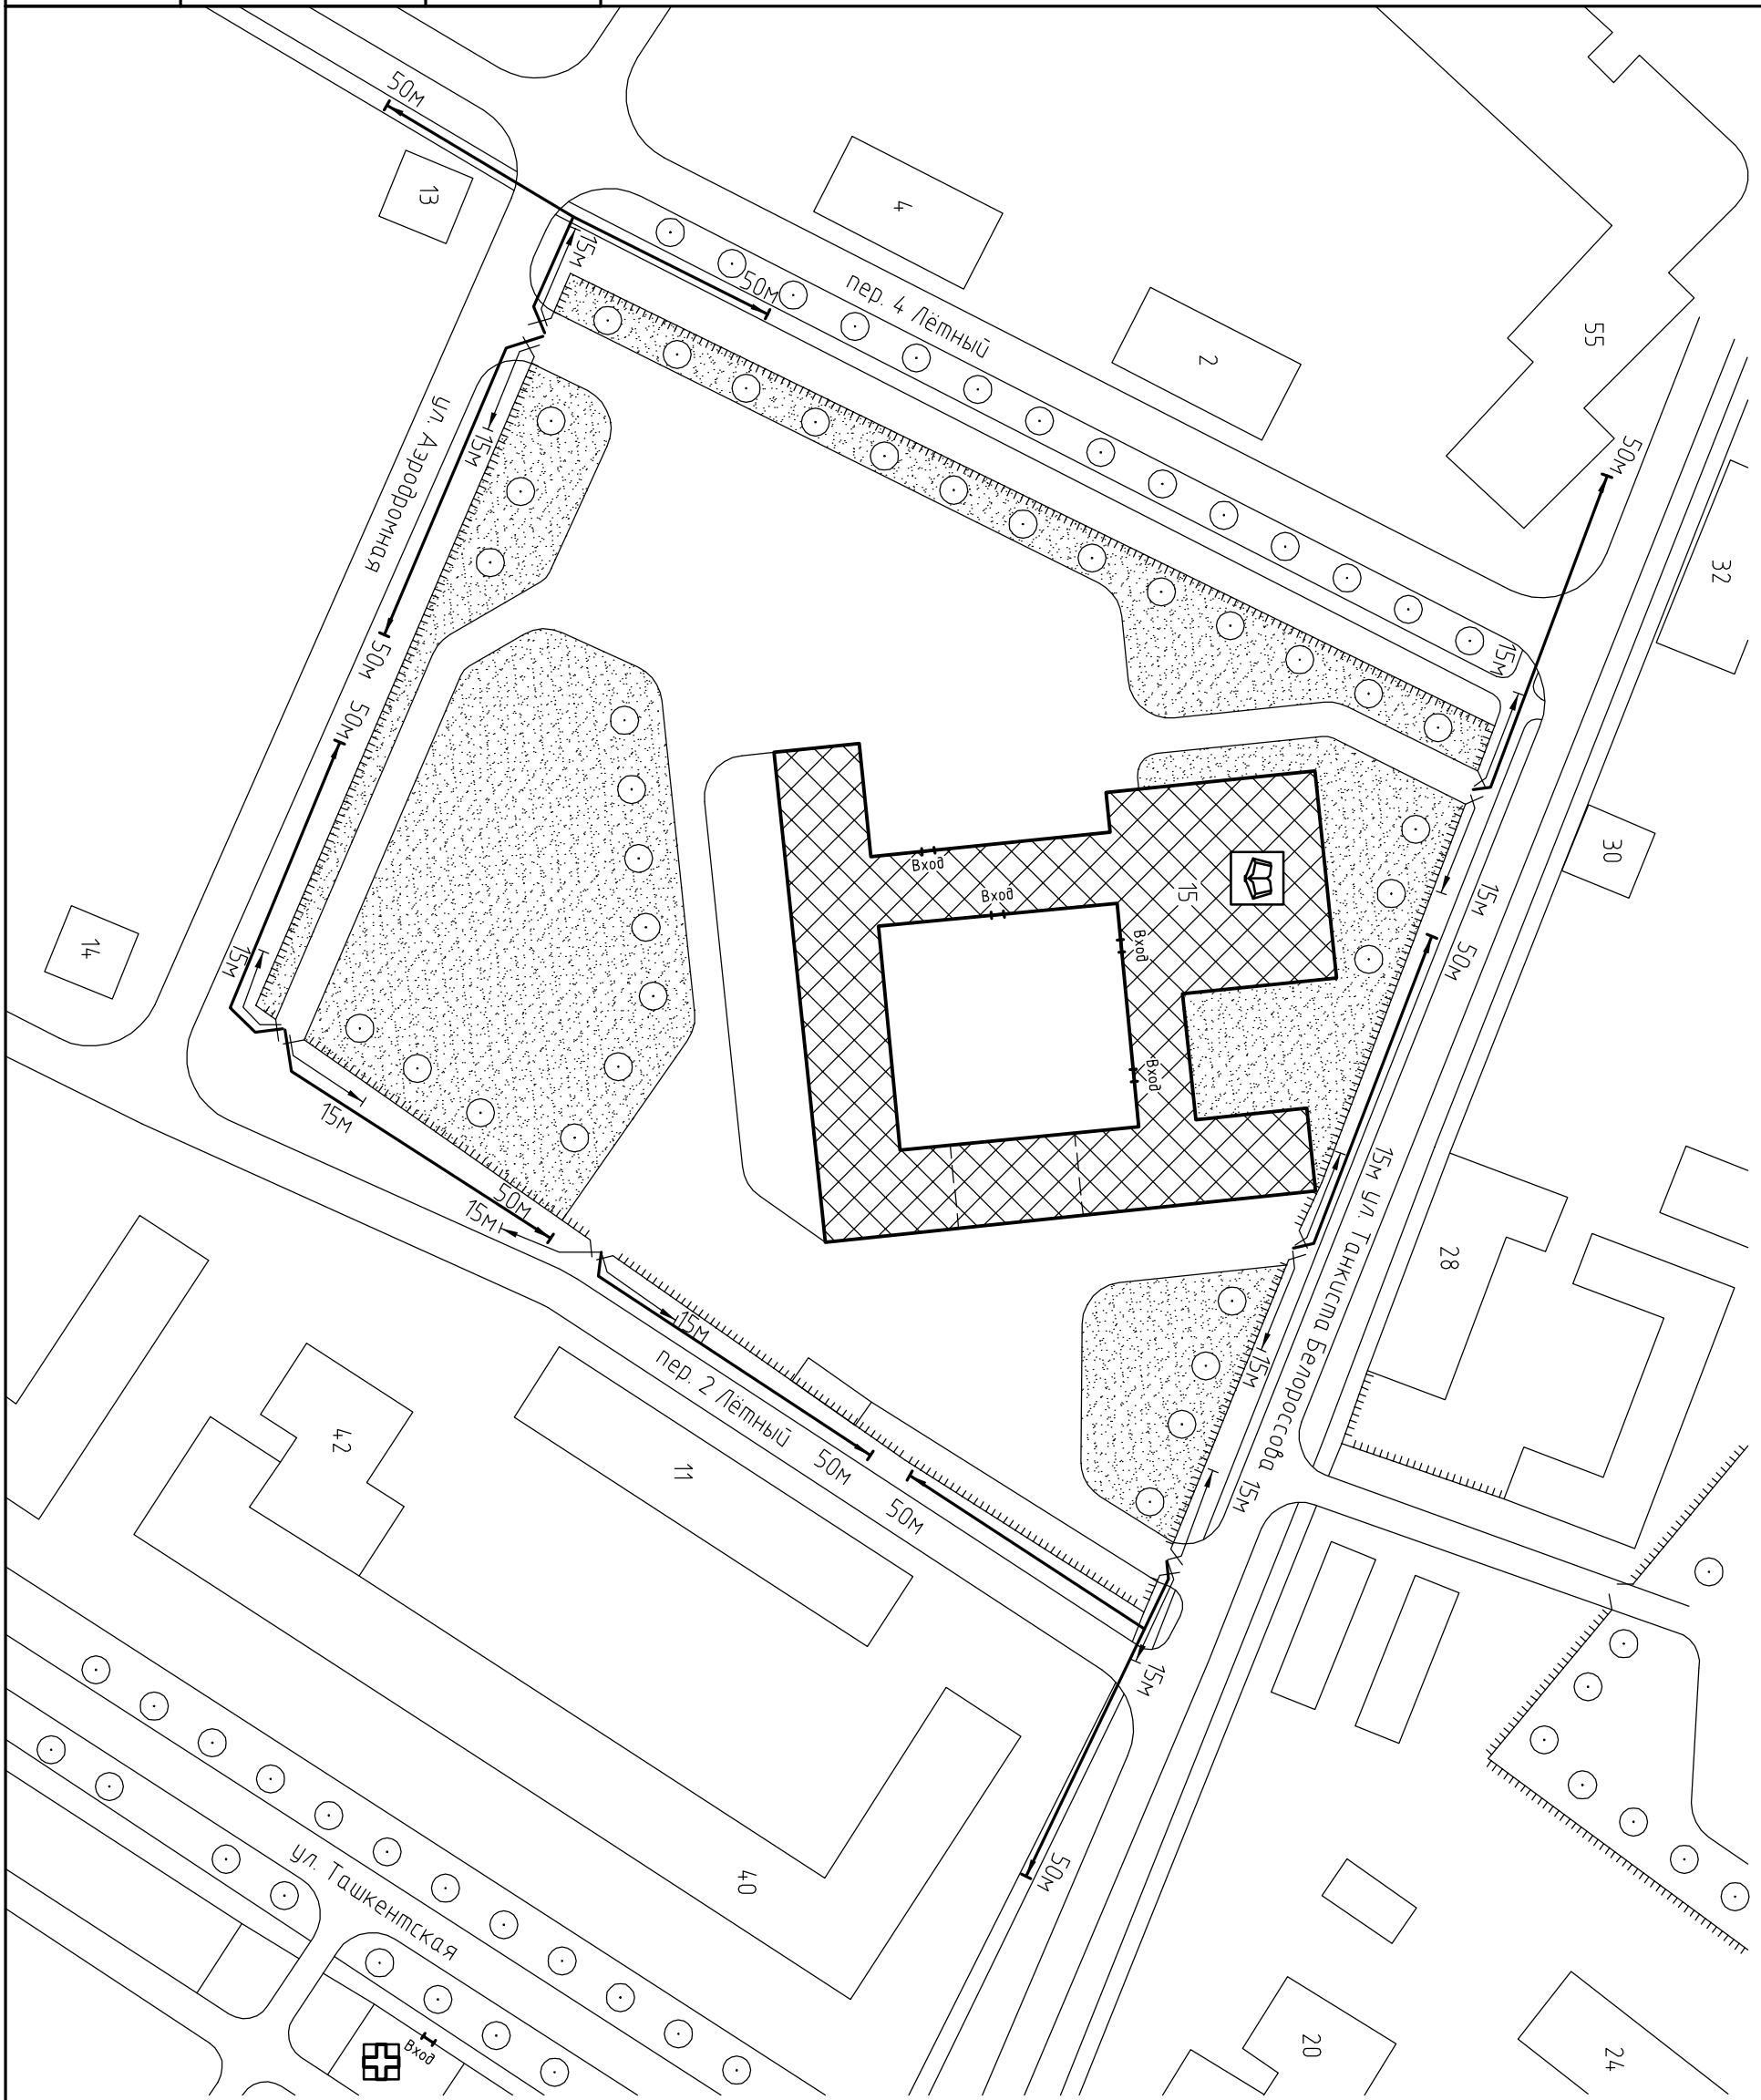 50м
13
4
15м
50м
пер. 4 Лётный
2
55
50м
32
ул. Аэродромная
15м
15м
50м
50м
Вход
Вход
15
Вход
30
15м
50м
14
15м
Вход
15м
50м
15м
15м
ул. Танкиста Белороссова
28
15м
15м
пер. 2 Лётный
42
11
50м
50м
15м
15м
50м
40
ул. Ташкентская
Вход
20
24